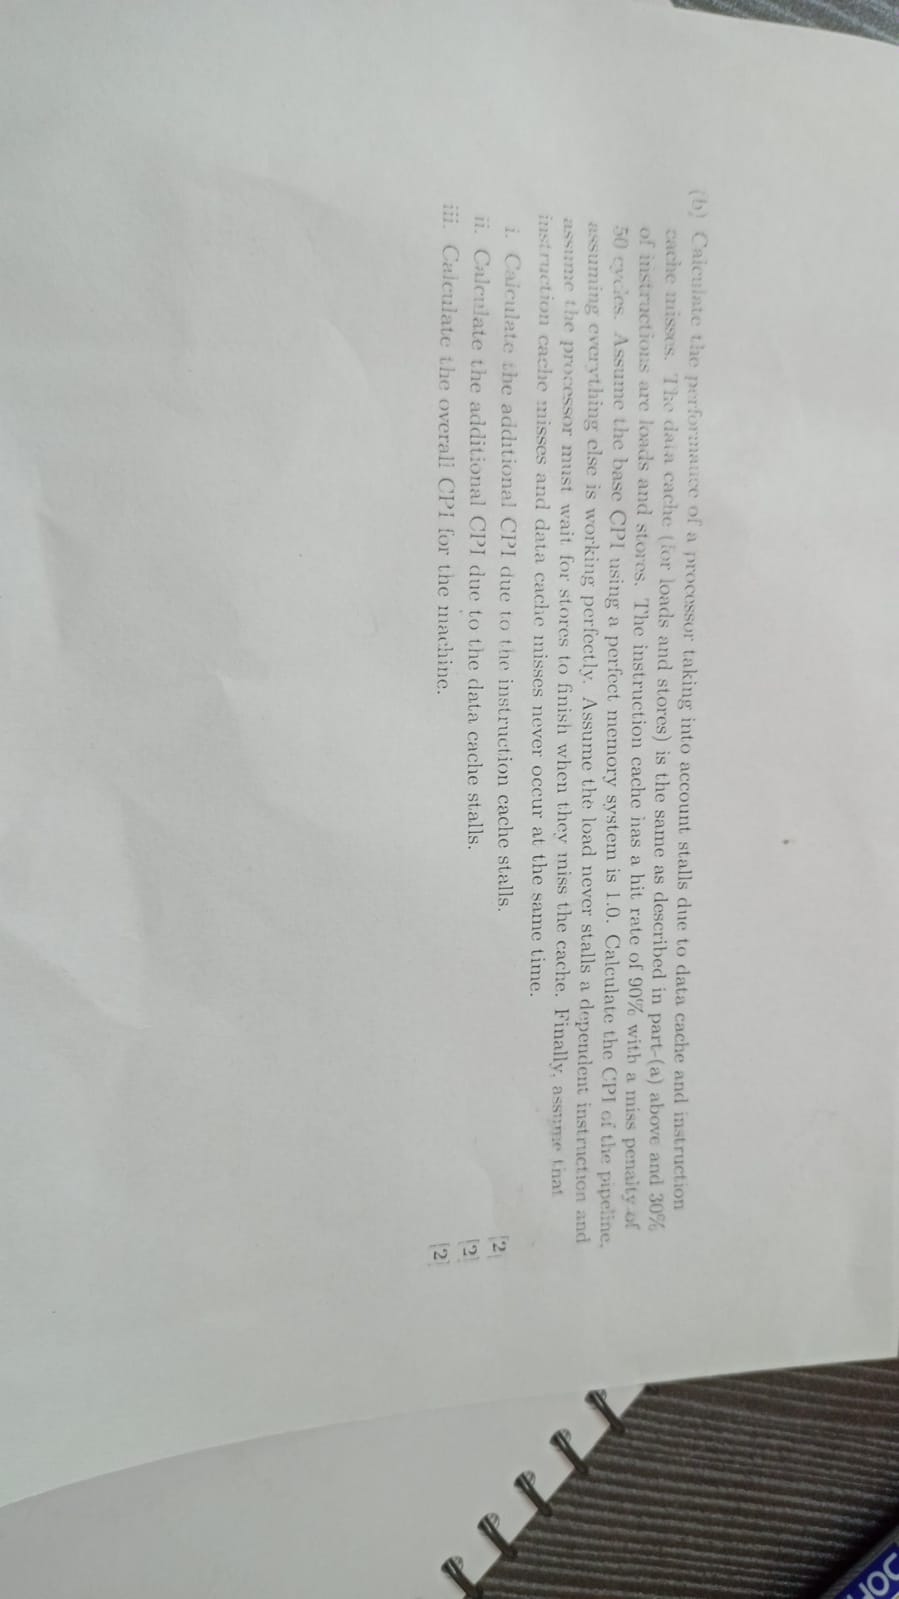 (b) Calculate the performance of a processor taking into account stalls due to data cache and instruction
cache misses. The data cache (for loads and stores) is the same as described in part-(a) above and 30%
of instructions are loads and stores. The instruction cache has a hit rate of 90% with a miss penalty of
50 cycles. Assume the base CPI using a perfect memory system is 1.0. Calculate the CPI of the pipeline,
assuming everything else is working perfectly. Assume the load never stalls a dependent instruction and
assume the processor must wait for stores to finish when they miss the cache. Finally, assume that
instruction cache misses and data cache misses never occur at the same time.
i. Calculate the additional CPI due to the instruction cache stalls. [2]
ii. Calculate the additional CPI due to the data cache stalls. [2]
iii. Calculate the overall CPI for the machine. [2]